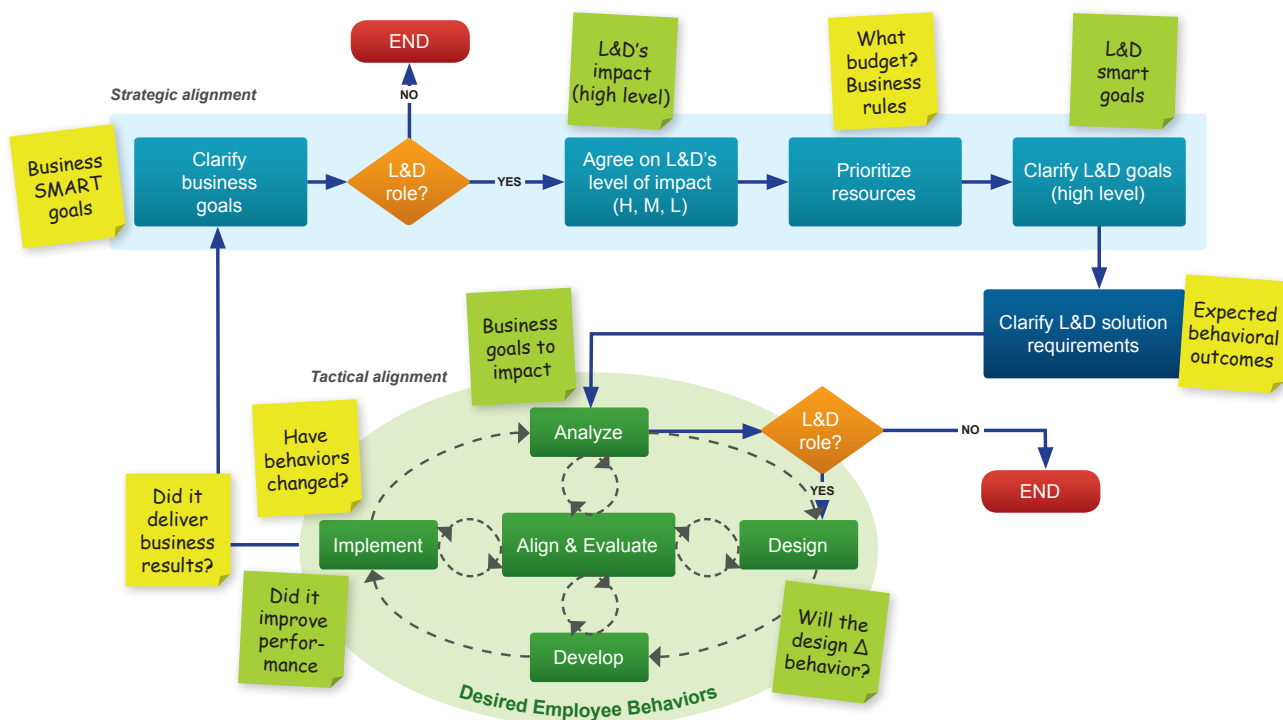 END
L&D's
impact
(high level)
What
budget?
Business
rules
L&D
smart
goals
Strategic alignment
NO
Business
SMART
goals
Clarify
business
goals
L&D
role?
YES
Agree on L&D's
level of impact
(H, M, L)
Prioritize
resources
Clarify L&D goals
(high level)
Clarify L&D solution
requirements
Expected
behavioral
outcomes
Business
goals to
impact
Tactical alignment
Have
behaviors
changed?
Analyze
L&D
role?
NO
END
YES
Did it
deliver
business
results?
Implement
Align & Evaluate
Design
Did it
improve
perfor-
mance
Will the
design Δ
behavior?
Develop
Desired Employee Behaviors